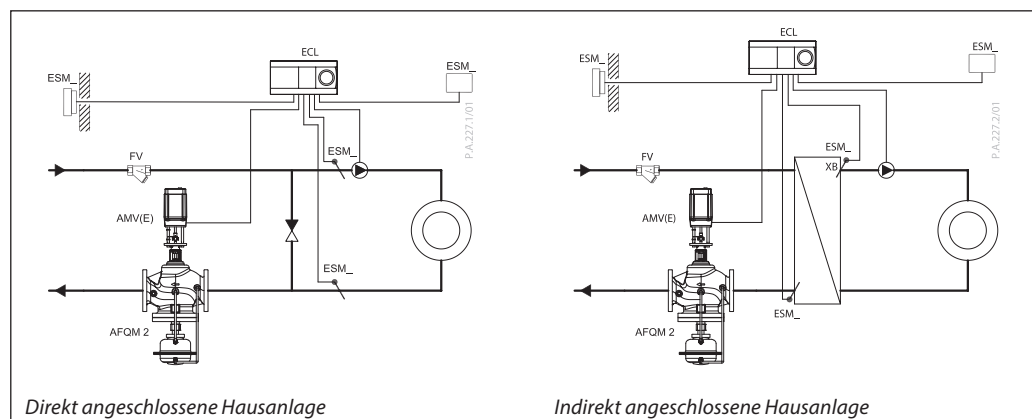 ECL
ESM_
ESM_
P.A.227.1/01
FV
ESM_
AMV(E)
ESM_
AFQM 2
Direkt angeschlossene Hausanlage
ECL
ESM_
ESM_
P.A.227.2/01
FV
ESM_
XB
AMV(E)
ESM_
AFQM 2
Indirekt angeschlossene Hausanlage